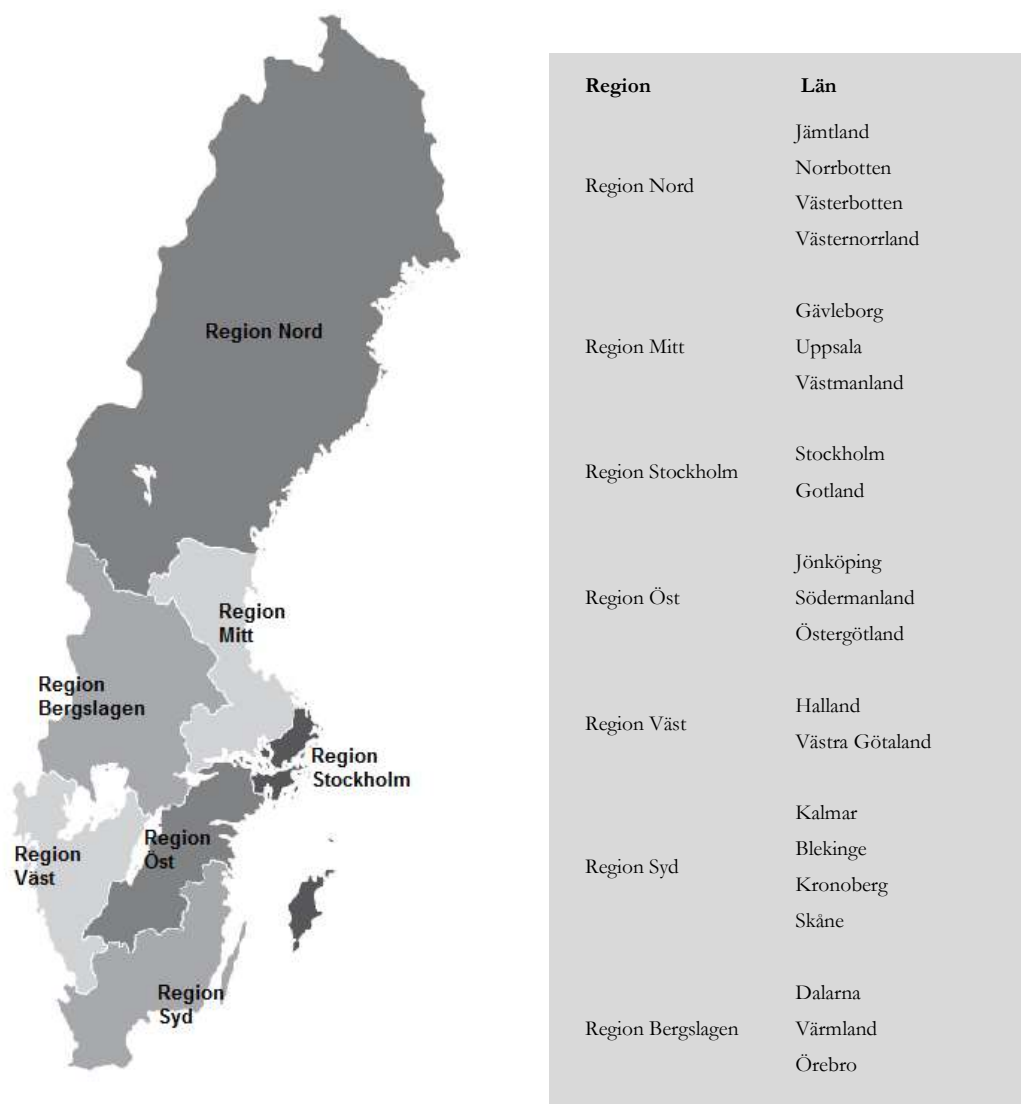 Region Nord
Region
Mitt
Region
Bergslagen
Region
Stockholm
Region
Öst
Region
Väst
Region
Syd
Region Län
Jämtland
Norrbotten
Region Nord
Västerbotten
Västernorrland
Gävleborg
Region Mitt Uppsala
Västmanland
Stockholm
Region Stockholm
Gotland
Jönköping
Region Öst Södermanland
Östergötland
Halland
Region Väst
Västra Götaland
Kalmar
Blekinge
Region Syd
Kronoberg
Skåne
Dalarna
Region Bergslagen Värmland
Örebro